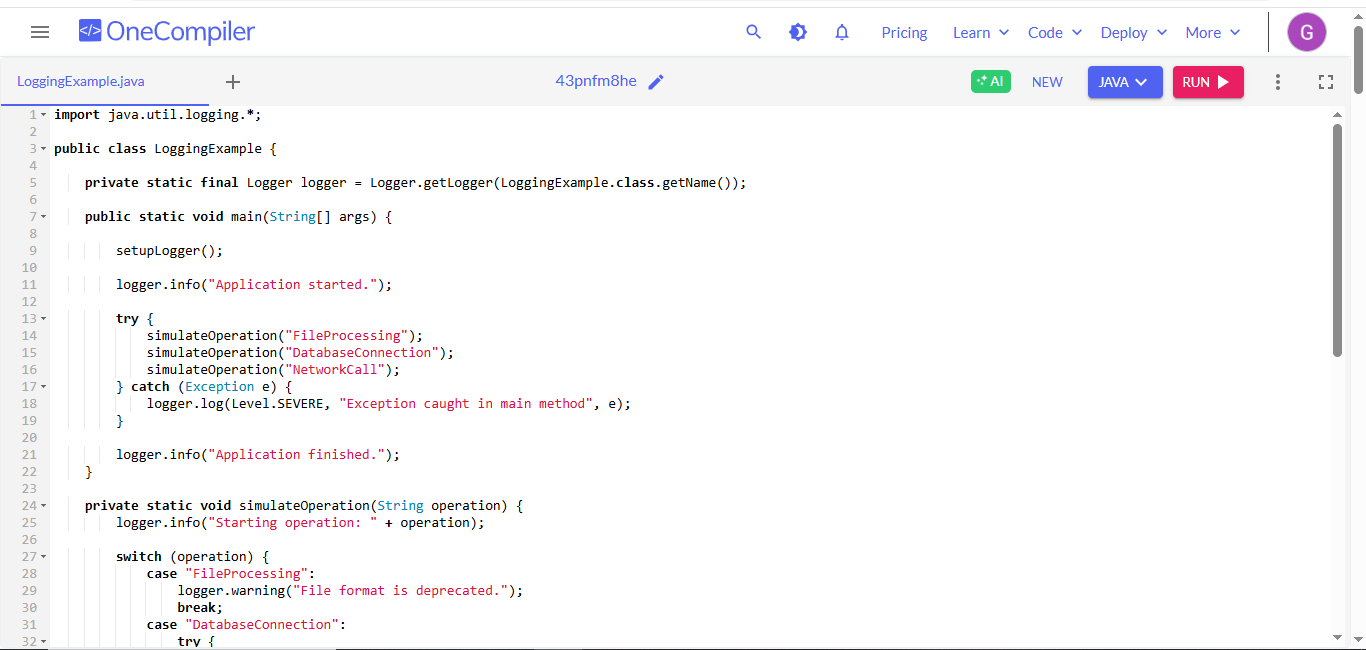 OneCompiler
Pricing Learn Code Deploy More G
LoggingExample.java + 43pnfm8he AI NEW JAVA RUN
1 import java.util.logging.*;
2
3 public class LoggingExample {
4
5     private static final Logger logger = Logger.getLogger(LoggingExample.class.getName());
6
7     public static void main(String[] args) {
8
9         setupLogger();
10
11         logger.info("Application started.");
12
13         try {
14             simulateOperation("FileProcessing");
15             simulateOperation("DatabaseConnection");
16             simulateOperation("NetworkCall");
17         } catch (Exception e) {
18             logger.log(Level.SEVERE, "Exception caught in main method", e);
19         }
20
21         logger.info("Application finished.");
22     }
23
24     private static void simulateOperation(String operation) {
25         logger.info("Starting operation: " + operation);
26
27         switch (operation) {
28             case "FileProcessing":
29                 logger.warning("File format is deprecated.");
30                 break;
31             case "DatabaseConnection":
32                 try {